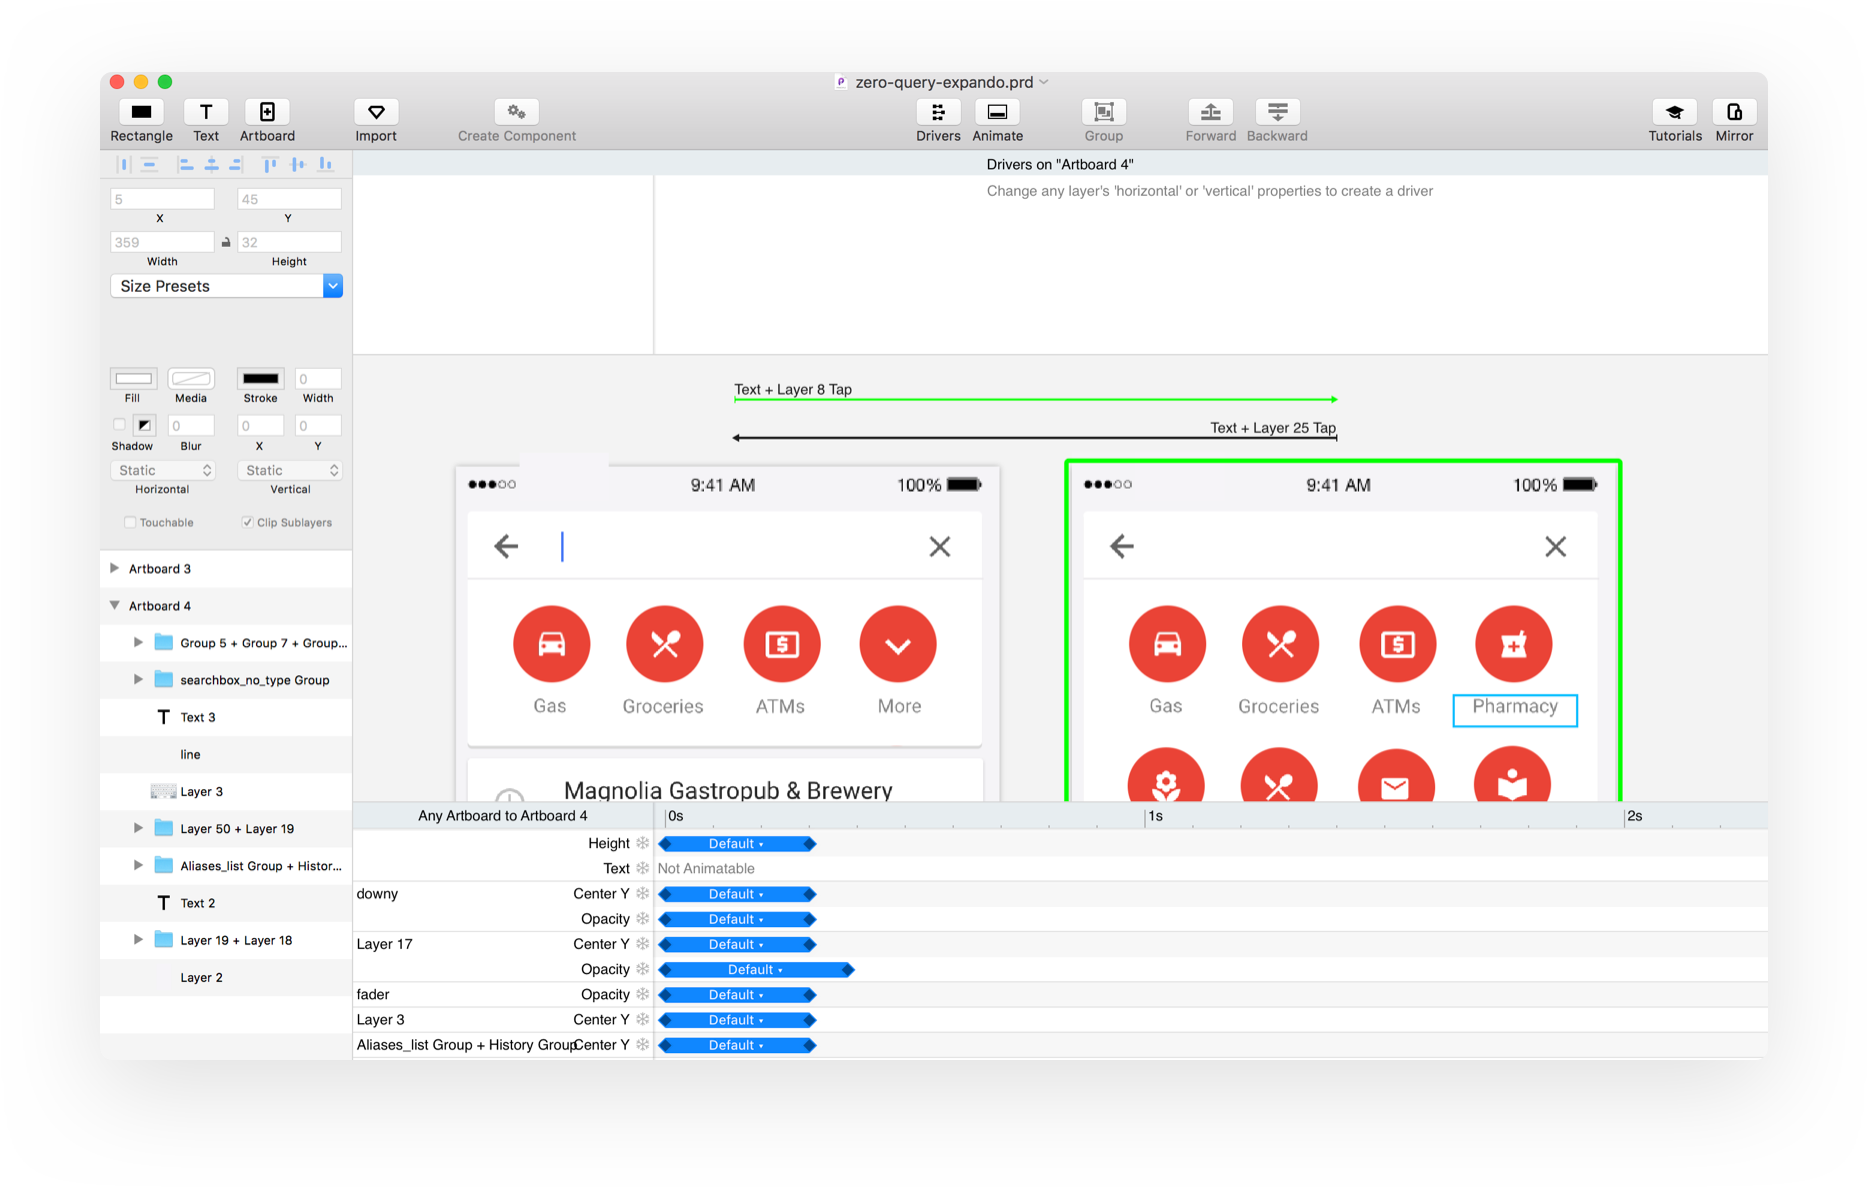 zero-query-expando.prd
Rectangle Text Artboard Import Create Component Drivers Animate Group Forward Backward Tutorials Mirror
Drivers on "Artboard 4"
Change any layer's 'horizontal' or 'vertical' properties to create a driver
5 45
X Y
359 32
Width Height
Size Presets
0
Fill Media Stroke Width
0 0 0
Shadow Blur X Y
Static Static
Horizontal Vertical
Touchable Clip Sublayers
Artboard 3
Artboard 4
Group 5 + Group 7 + Group...
searchbox_no_type Group
Text 3
line
Layer 3
Layer 50 + Layer 19
Aliases_list Group + Histor...
Text 2
Layer 19 + Layer 18
Layer 2
Text + Layer 8 Tap
Text + Layer 25 Tap
9:41 AM 100%
Gas Groceries ATMs More
Magnolia Gastropub & Brewery
9:41 AM 100%
Gas Groceries ATMs Pharmacy
Any Artboard to Artboard 4 0s 1s 2s
Height Default
Text Not Animatable
downy Center Y Default
Opacity Default
Layer 17 Center Y Default
Opacity Default
fader Opacity Default
Layer 3 Center Y Default
Aliases_list Group + History Group Center Y Default